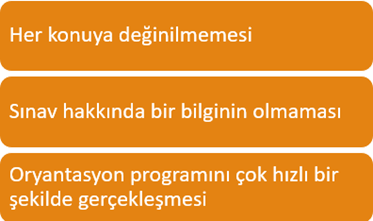 Her konuya değinilmemesi
Sınav hakkında bir bilginin olmaması
Oryantasyon programını çok hızlı bir
şekilde gerçekleşmesi